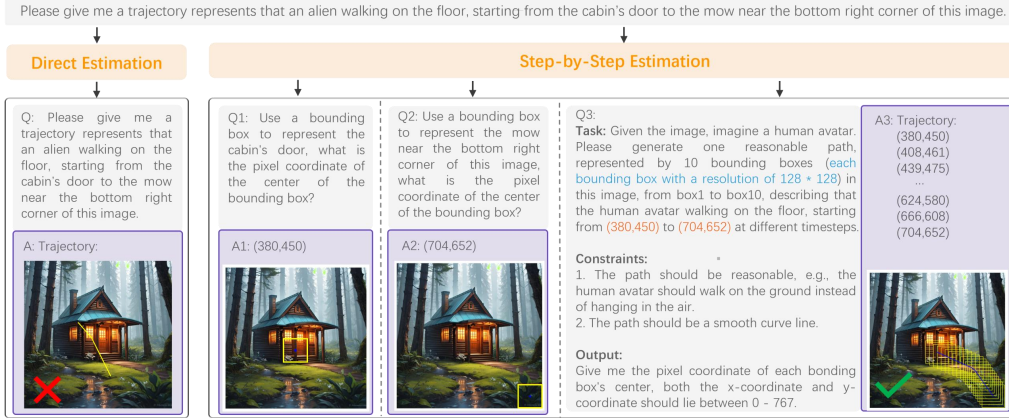 Please give me a trajectory represents that an alien walking on the floor, starting from the cabin's door to the mow near the bottom right corner of this image.
Direct Estimation
Step-by-Step Estimation
Q: Please give me a
trajectory represents that
an alien walking on the
floor, starting from the
cabin's door to the mow
near the bottom right
corner of this image.
A: Trajectory:
Q1: Use a bounding
box to represent the
cabin's door, what is
the pixel coordinate of
the center of the
bounding box?
A1: (380,450)
Q2: Use a bounding box
to represent the mow
near the bottom right
corner of this image,
what is the pixel
coordinate of the center
of the bounding box?
A2: (704,652)
Q3:
Task: Given the image, imagine a human avatar.
Please generate one reasonable path,
represented by 10 bounding boxes (each
bounding box with a resolution of 128 * 128) in
this image, from box1 to box10, describing that
the human avatar walking on the floor, starting
from (380,450) to (704,652) at different timesteps.
Constraints:
1. The path should be reasonable, e.g., the
human avatar should walk on the ground instead
of hanging in the air.
2. The path should be a smooth curve line.
Output:
Give me the pixel coordinate of each bonding
box's center, both the x-coordinate and y-
coordinate should lie between 0 - 767.
A3: Trajectory:
(380,450)
(408,461)
(439,475)
...
(624,580)
(666,608)
(704,652)